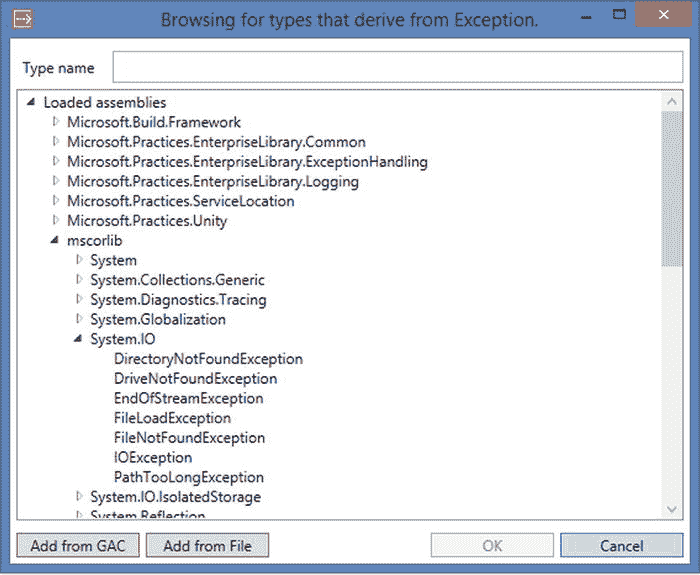 Browsing for types that derive from Exception.
Type name
Loaded assemblies
Microsoft.Build.Framework
Microsoft.Practices.EnterpriseLibrary.Common
Microsoft.Practices.EnterpriseLibrary.ExceptionHandling
Microsoft.Practices.EnterpriseLibrary.Logging
Microsoft.Practices.ServiceLocation
Microsoft.Practices.Unity
mscorlib
System
System.Collections.Generic
System.Diagnostics.Tracing
System.Globalization
System.IO
DirectoryNotFoundException
DriveNotFoundException
EndOfStreamException
FileLoadException
FileNotFoundException
IOException
PathTooLongException
System.IO.IsolatedStorage
System.Reflection
Add from GAC Add from File OK Cancel